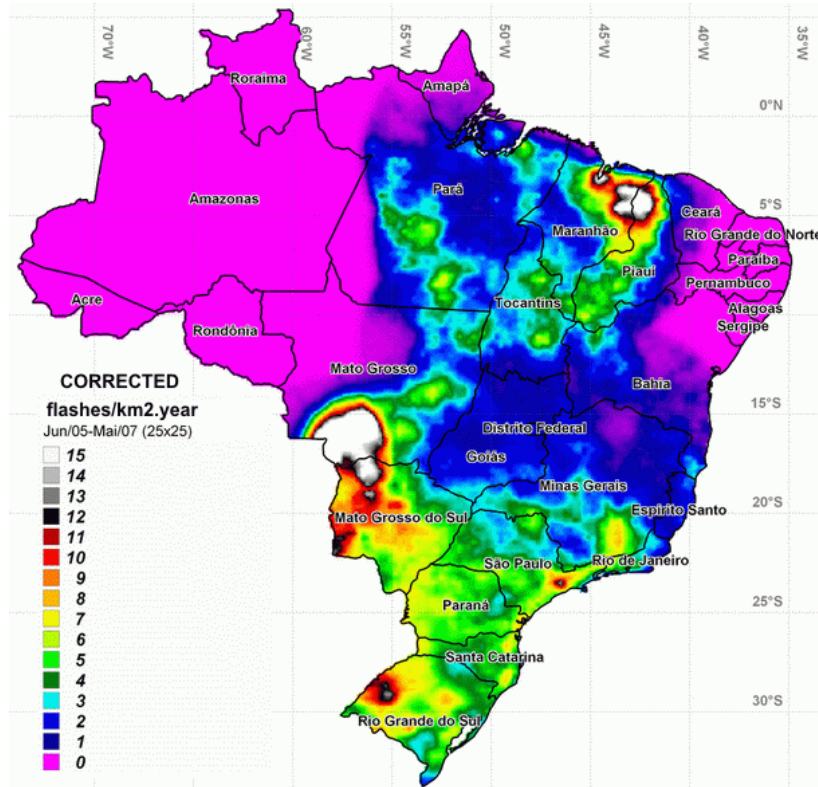 70°W
60°W
55°W
50°W
45°W
40°W
35°W
Roraima
Amapá
0°N
Amazonas
Pará
5°S
Ceará
Rio Grande do Norte
Maranhão
Paraíba
Piauí
Pernambuco
Acre
Tocantins
Alagoas
Sergipe
Rondônia
Mato Grosso
Bahia
CORRECTED
flashes/km2.year
Jun/05-Mai/07 (25x25)
15°S
Distrito Federal
Goiás
Minas Gerais
Espirito Santo
20°S
Mato Grosso do Sul
Rio de Janeiro
São Paulo
25°S
Paraná
Santa Catarina
30°S
Rio Grande do Sul
15
14
13
12
11
10
9
8
7
6
5
4
3
2
1
0